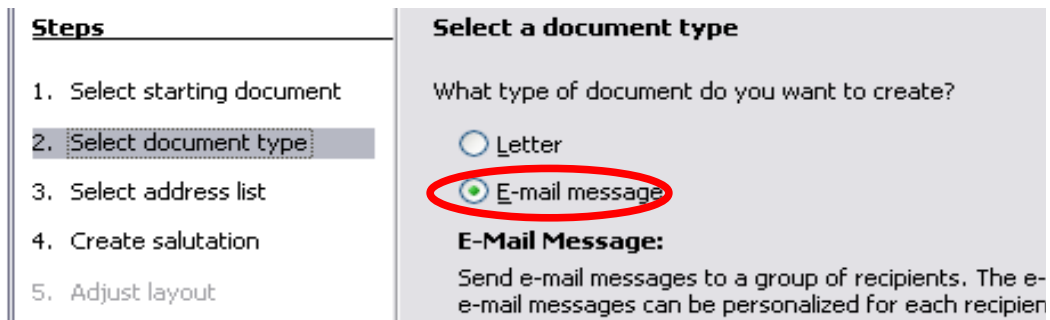 Steps
1. Select starting document
2. Select document type
3. Select address list
4. Create salutation
5. Adjust layout
Select a document type
What type of document do you want to create?
Letter
E-mail message
E-Mail Message:
Send e-mail messages to a group of recipients. The e-
e-mail messages can be personalized for each recipien